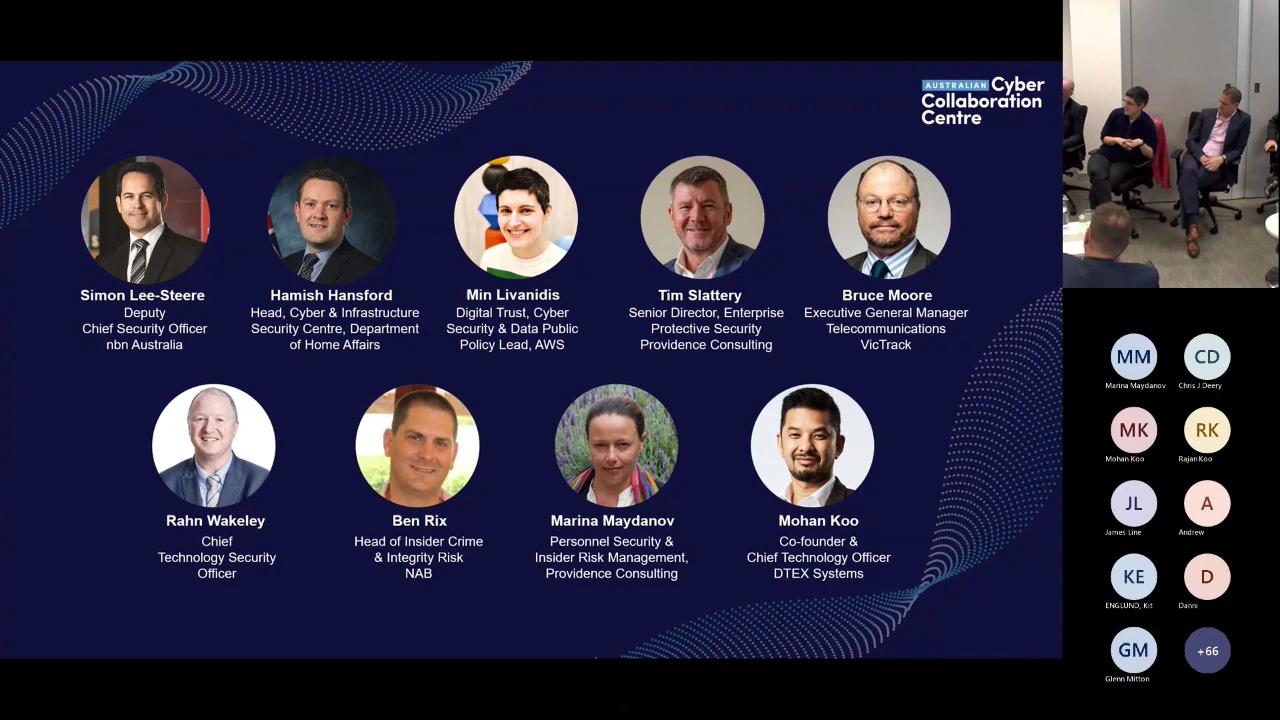 AUSTRALIAN Cyber
Collaboration
Centre
Simon Lee-Steere
Deputy
Chief Security Officer
nbn Australia
Hamish Hansford
Head, Cyber & Infrastructure
Security Centre, Department
of Home Affairs
Min Livanidis
Digital Trust, Cyber
Security & Data Public
Policy Lead, AWS
Tim Slattery
Senior Director, Enterprise
Protective Security
Providence Consulting
Bruce Moore
Executive General Manager
Telecommunications
VicTrack
Rahn Wakeley
Chief
Technology Security
Officer
Ben Rix
Head of Insider Crime
& Integrity Risk
NAB
Marina Maydanov
Personnel Security &
Insider Risk Management,
Providence Consulting
Mohan Koo
Co-founder &
Chief Technology Officer
DTEX Systems
MM
Marina Maydanov
CD
Chris J Deery
MK
Mohan Koo
RK
Rajan Koo
JL
James Line
A
Andrew
KE
ENGLUND, Kit
D
Danni
GM
Glenn Mitton
+66